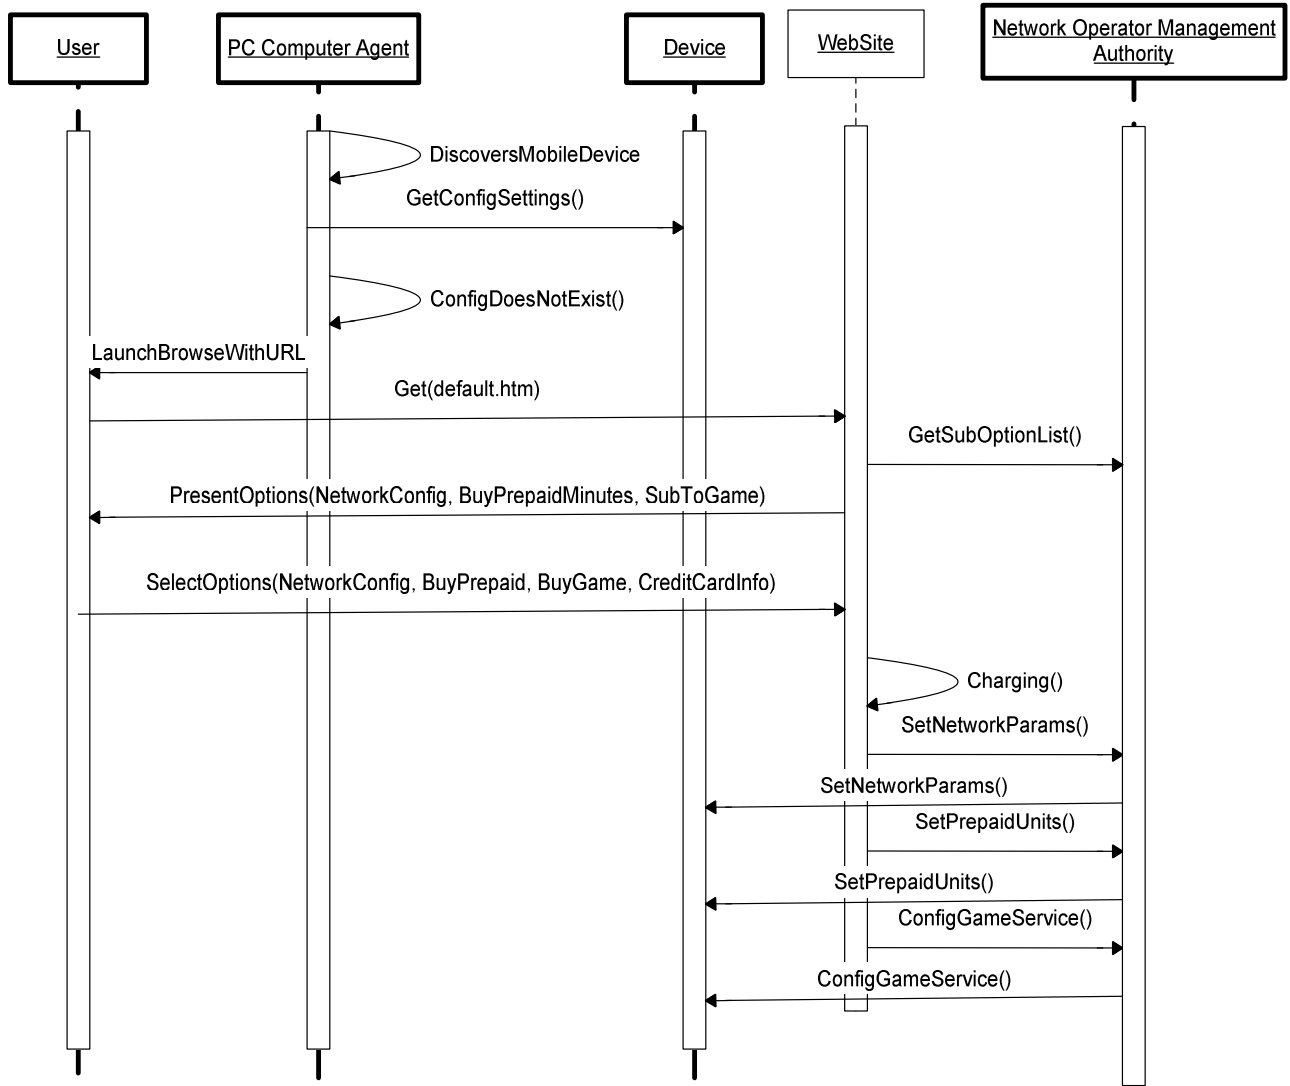 User
PC Computer Agent
Device
WebSite
Network Operator Management
Authority
DiscoversMobileDevice
GetConfigSettings()
ConfigDoesNotExist()
LaunchBrowseWithURL
Get(default.htm)
GetSubOptionList()
PresentOptions(NetworkConfig, BuyPrepaidMinutes, SubToGame)
SelectOptions(NetworkConfig, BuyPrepaid, BuyGame, CreditCardInfo)
Charging()
SetNetworkParams()
SetNetworkParams()
SetPrepaidUnits()
SetPrepaidUnits()
ConfigGameService()
ConfigGameService()